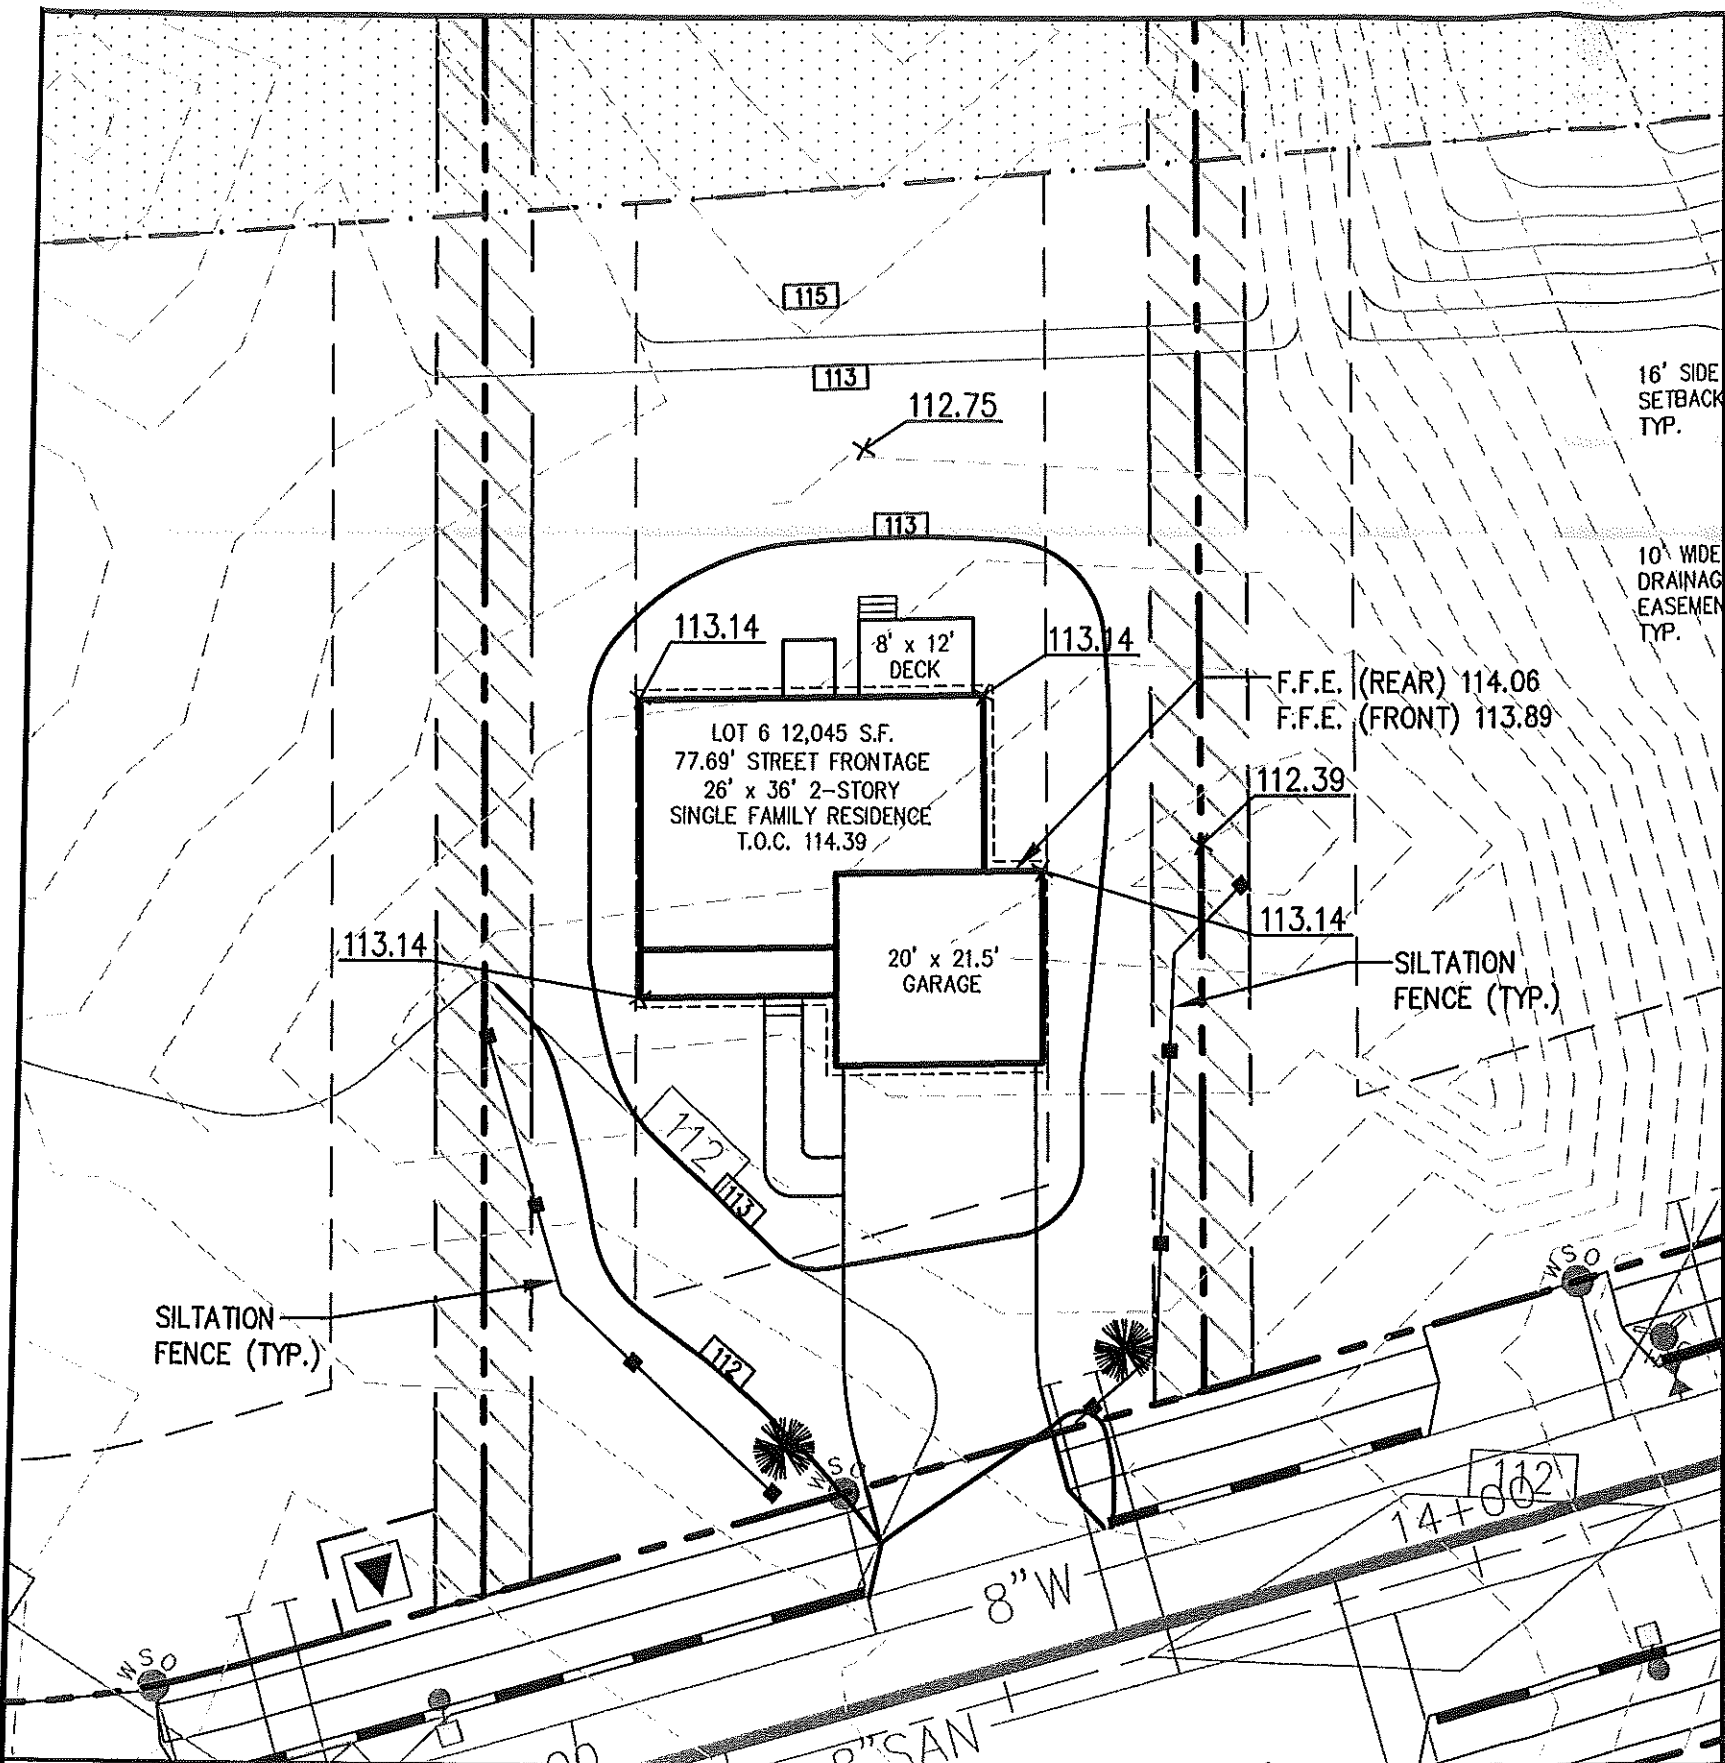 115
113
112.75
16' SIDE
SETBACK
TYP.
113
10' WIDE
DRAINAG
EASEMEN
TYP.
113.14
113.14
8' x 12'
DECK
F.F.E. (REAR) 114.06
F.F.E. (FRONT) 113.89
LOT 6 12,045 S.F.
77.69' STREET FRONTAGE
26' x 36' 2-STORY
SINGLE FAMILY RESIDENCE
T.O.C. 114.39
112.39
113.14
113.14
20' x 21.5'
GARAGE
SILTATION
FENCE (TYP.)
112
113
WSO
SILTATION
FENCE (TYP.)
112
WSO
112
14+00
8"W
WSO
8"SAN